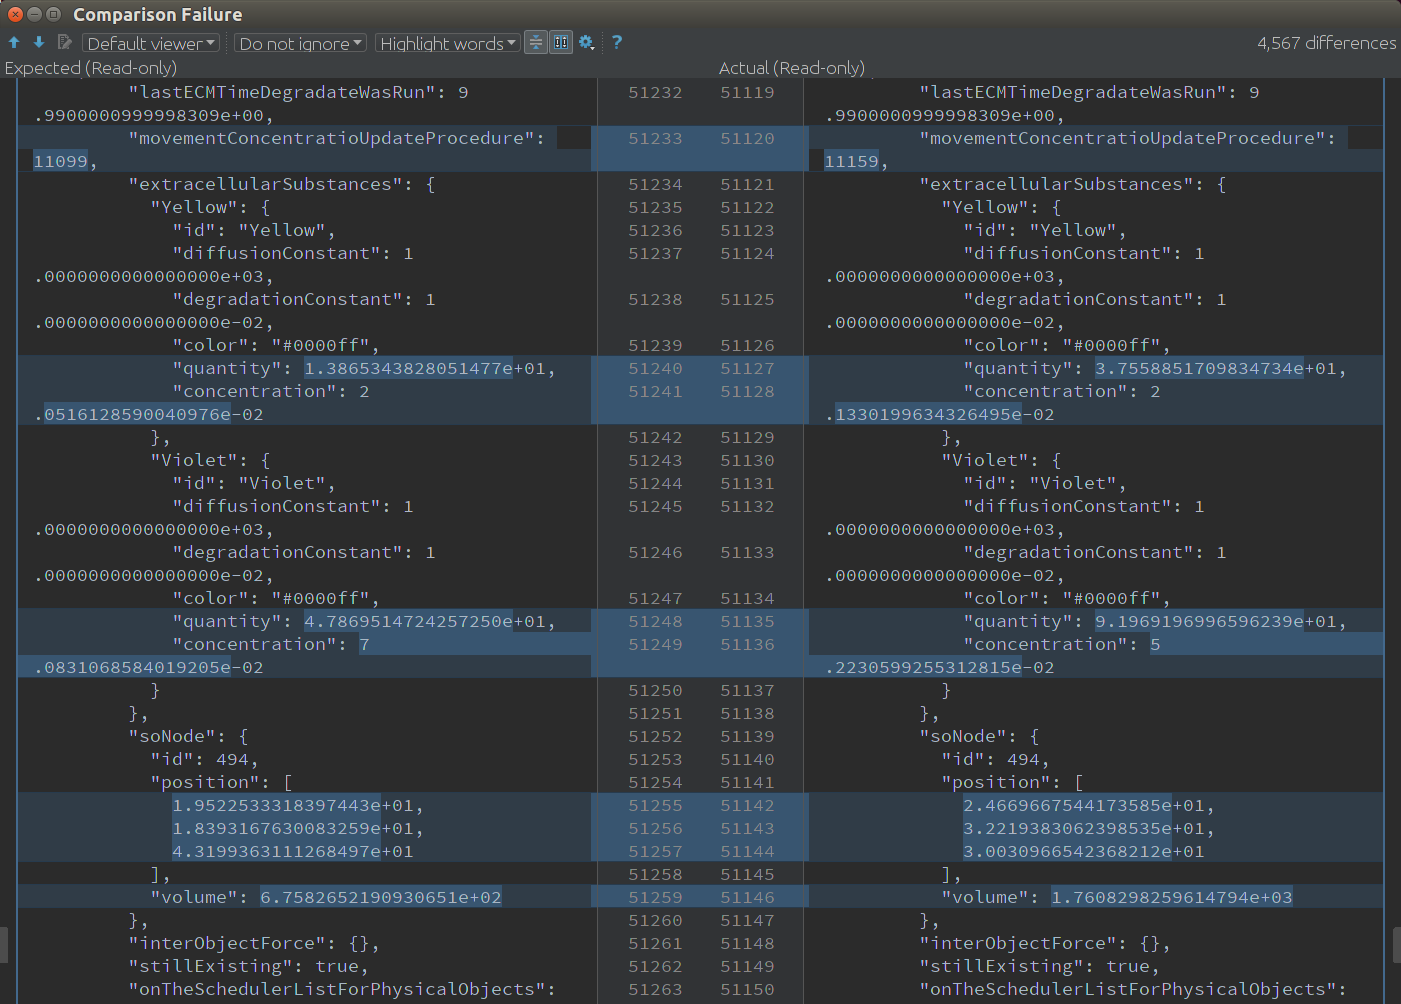 Comparison Failure
Default viewer Do not ignore Highlight words ? 4,567 differences
Expected (Read-only) Actual (Read-only)
"lastECMTimeDegradateWasRun": 9 51232 51119 "lastECMTimeDegradateWasRun": 9
.9900000999998309e+00, .9900000999998309e+00,
"movementConcentratioUpdateProcedure": 51233 51120 "movementConcentratioUpdateProcedure":
11099, 11159,
"extracellularSubstances": { 51234 51121 "extracellularSubstances": {
"Yellow": { 51235 51122 "Yellow": {
"id": "Yellow", 51236 51123 "id": "Yellow",
"diffusionConstant": 1 51237 51124 "diffusionConstant": 1
.0000000000000000e+03, .0000000000000000e+03,
"degradationConstant": 1 51238 51125 "degradationConstant": 1
.0000000000000000e-02, .0000000000000000e-02,
"color": "#0000ff", 51239 51126 "color": "#0000ff",
"quantity": 1.3865343828051477e+01, 51240 51127 "quantity": 3.7558851709834734e+01,
"concentration": 2 51241 51128 "concentration": 2
.0516128590040976e-02 .1330199634326495e-02
}, 51242 51129 },
"Violet": { 51243 51130 "Violet": {
"id": "Violet", 51244 51131 "id": "Violet",
"diffusionConstant": 1 51245 51132 "diffusionConstant": 1
.0000000000000000e+03, .0000000000000000e+03,
"degradationConstant": 1 51246 51133 "degradationConstant": 1
.0000000000000000e-02, .0000000000000000e-02,
"color": "#0000ff", 51247 51134 "color": "#0000ff",
"quantity": 4.7869514724257250e+01, 51248 51135 "quantity": 9.1969196996596239e+01,
"concentration": 7 51249 51136 "concentration": 5
.0831068584019205e-02 .2230599255312815e-02
} 51250 51137 }
}, 51251 51138 },
"soNode": { 51252 51139 "soNode": {
"id": 494, 51253 51140 "id": 494,
"position": [ 51254 51141 "position": [
1.9522533318397443e+01, 51255 51142 2.4669667544173585e+01,
1.8393167630083259e+01, 51256 51143 3.2219383062398535e+01,
4.3199363111268497e+01 51257 51144 3.0030966542368212e+01
], 51258 51145 ],
"volume": 6.7582652190930651e+02 51259 51146 "volume": 1.7608298259614794e+03
}, 51260 51147 },
"interObjectForce": {}, 51261 51148 "interObjectForce": {},
"stillExisting": true, 51262 51149 "stillExisting": true,
"onTheSchedulerListForPhysicalObjects": 51263 51150 "onTheSchedulerListForPhysicalObjects":